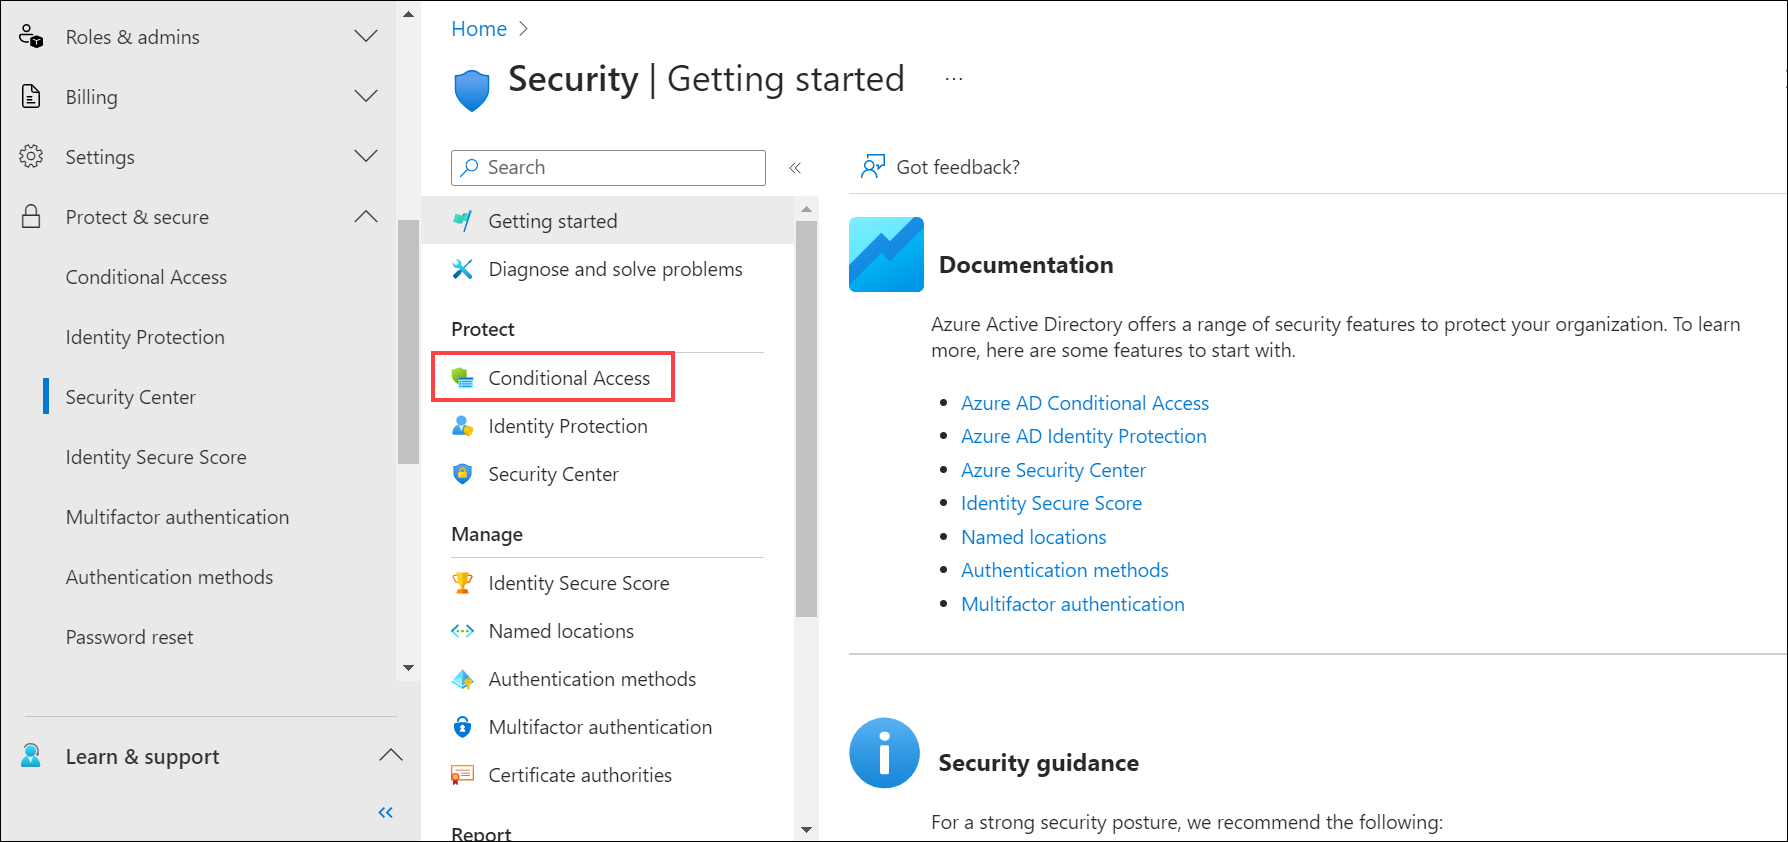 Roles & admins
Billing
Settings
Protect & secure
Conditional Access
Identity Protection
Security Center
Identity Secure Score
Multifactor authentication
Authentication methods
Password reset
Learn & support
Home
Security | Getting started
...
Search
Getting started
Diagnose and solve problems
Protect
Conditional Access
Identity Protection
Security Center
Manage
Identity Secure Score
Named locations
Authentication methods
Multifactor authentication
Certificate authorities
Report
Got feedback?
Documentation
Azure Active Directory offers a range of security features to protect your organization. To learn
more, here are some features to start with.
• Azure AD Conditional Access
• Azure AD Identity Protection
• Azure Security Center
• Identity Secure Score
• Named locations
• Authentication methods
• Multifactor authentication
Security guidance
For a strong security posture, we recommend the following: